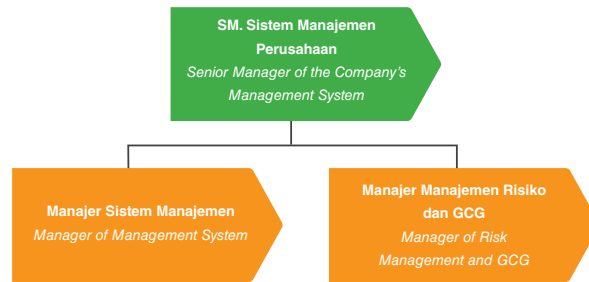 SM. Sistem Manajemen
Perusahaan
Senior Manager of the Company's
Management System
Manajer Sistem Manajemen
Manager of Management System
Manajer Manajemen Risiko
dan GCG
Manager of Risk
Management and GCG